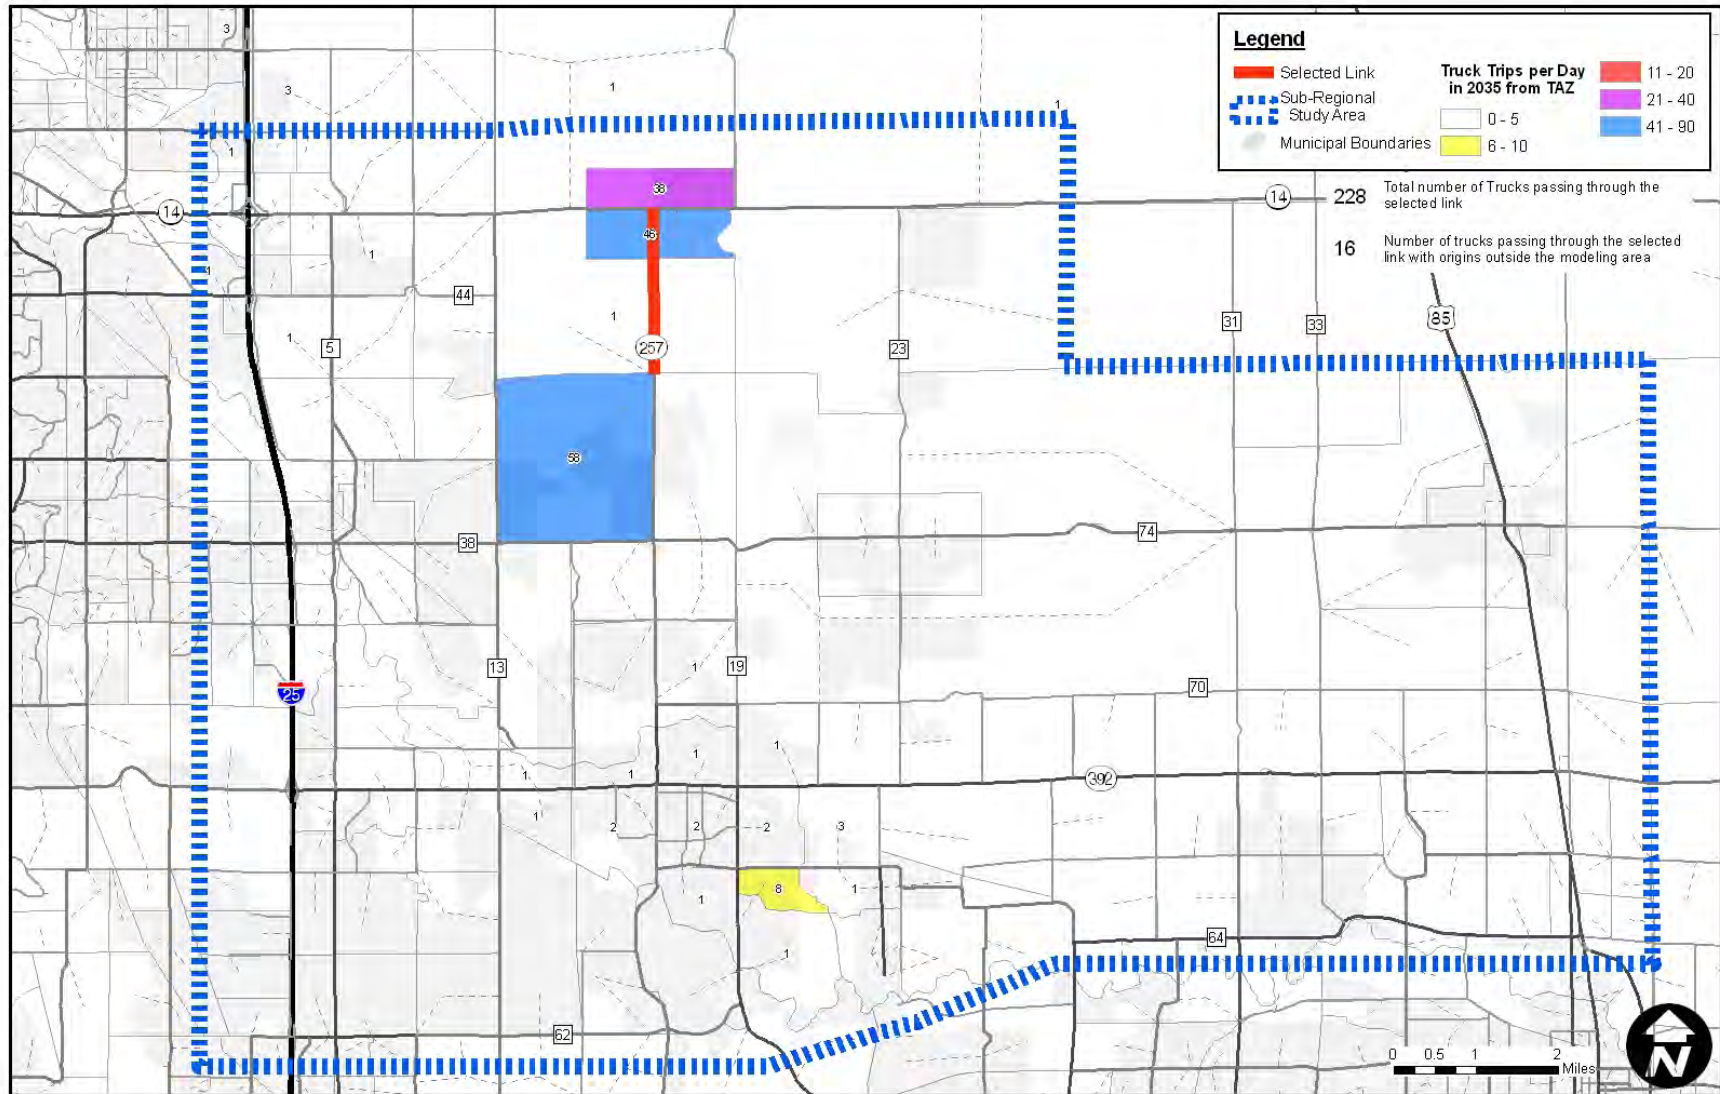 Legend
Selected Link
Sub-Regional
Study Area
Municipal Boundaries
Truck Trips per Day
in 2035 from TAZ
0 - 5
6 - 10
11 - 20
21 - 40
41 - 90
228 Total number of Trucks passing through the
selected link
16 Number of trucks passing through the selected
link with origins outside the modeling area
3
3
1
1
1
38
14
14
46
1
1
44
1
1
257
5
23
31
33
85
58
38
74
13
1
19
25
70
1
1
1
1
392
1
2
2
2
3
8
1
1
1
64
62
0 0.5 1 2
Miles
N